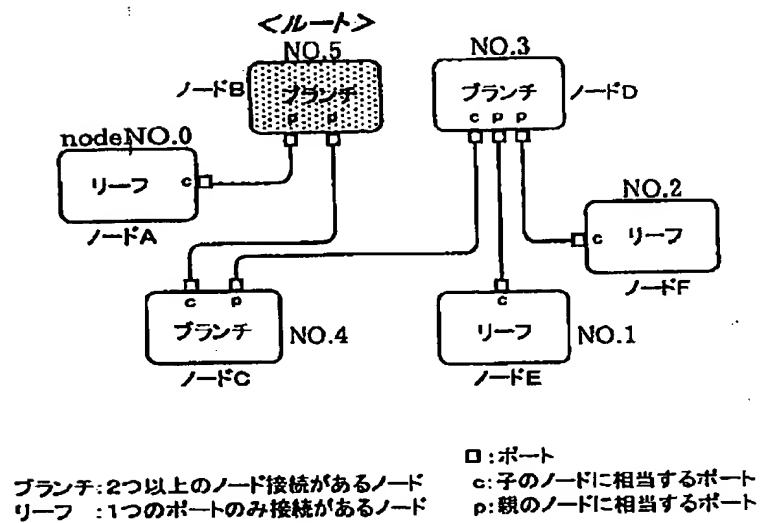 <ルート>
NO.5
ノードB
ブランチ
p p
NO.3
ブランチ
ノードD
c p p
nodeNO.0
リーフ c
ノードA
NO.2
c リーフ
ノードF
c p
ブランチ
NO.4
ノードC
c
リーフ
NO.1
ノードE
ブランチ:2つ以上のノード接続があるノード
リーフ :1つのポートのみ接続があるノード
□:ポート
c:子のノードに相当するポート
p:親のノードに相当するポート